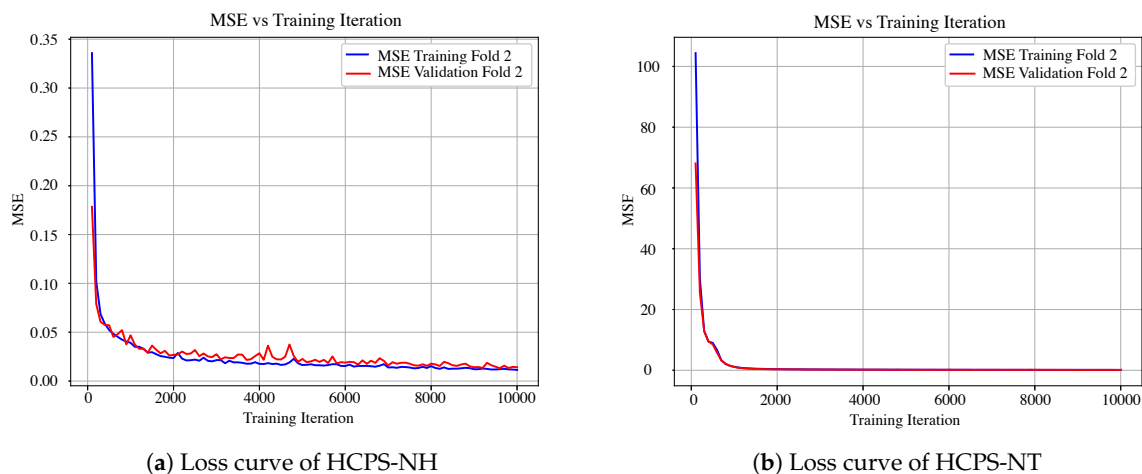 MSE vs Training Iteration
0.35
0.30
0.25
0.20
0.15
0.10
0.05
0.00
MSE
MSE Training Fold 2
MSE Validation Fold 2
0
2000
4000
6000
8000
10000
Training Iteration
(a) Loss curve of HCPS-NH
MSE vs Training Iteration
100
80
60
40
20
0
MSE
MSE Training Fold 2
MSE Validation Fold 2
0
2000
4000
6000
8000
10000
Training Iteration
(b) Loss curve of HCPS-NT